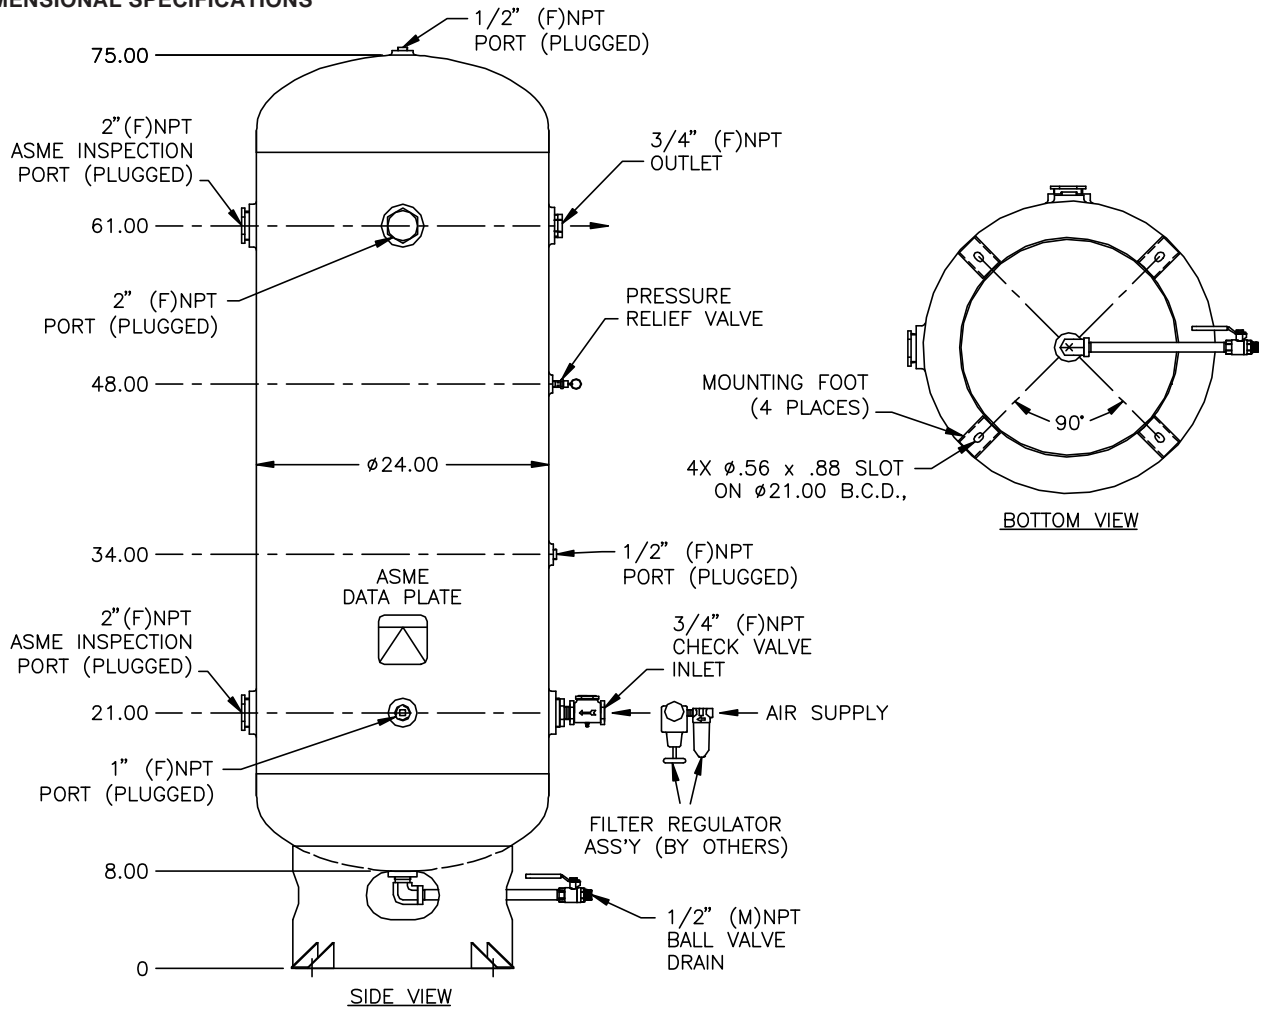 MENSIONAL SPECIFICATIONS
1/2” (F)NPT
PORT (PLUGGED)
75.00
2”(F)NPT
ASME INSPECTION
PORT (PLUGGED)
3/4” (F)NPT
OUTLET
61.00
2” (F)NPT
PORT (PLUGGED)
PRESSURE
RELIEF VALVE
48.00
ø24.00
34.00
1/2” (F)NPT
PORT (PLUGGED)
ASME
DATA PLATE
2”(F)NPT
ASME INSPECTION
PORT (PLUGGED)
3/4” (F)NPT
CHECK VALVE
INLET
21.00
AIR SUPPLY
1” (F)NPT
PORT (PLUGGED)
FILTER REGULATOR
ASS'Y (BY OTHERS)
8.00
1/2” (M)NPT
BALL VALVE
DRAIN
0
SIDE VIEW
MOUNTING FOOT
(4 PLACES)
90°
4X ø.56 x .88 SLOT
ON ø21.00 B.C.D.,
BOTTOM VIEW